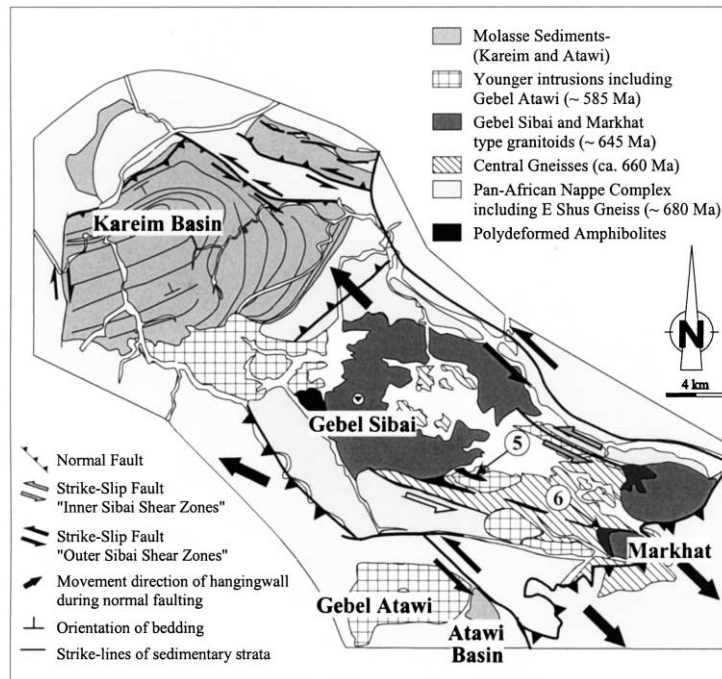 Molasse Sediments-
(Kareim and Atawi)
Younger intrusions including
Gebel Atawi (~ 585 Ma)
Gebel Sibai and Markhat
type granitoids (~ 645 Ma)
Central Gneisses (ca. 660 Ma)
Pan-African Nappe Complex
including E Shus Gneiss (~ 680 Ma)
Polydeformed Amphibolites
Kareim Basin
N
4 km
Gebel Sibai
5
6
Markhat
Gebel Atawi
Atawi
Basin
Normal Fault
Strike-Slip Fault
"Inner Sibai Shear Zones"
Strike-Slip Fault
"Outer Sibai Shear Zones"
Movement direction of hangingwall
during normal faulting
Orientation of bedding
Strike-lines of sedimentary strata